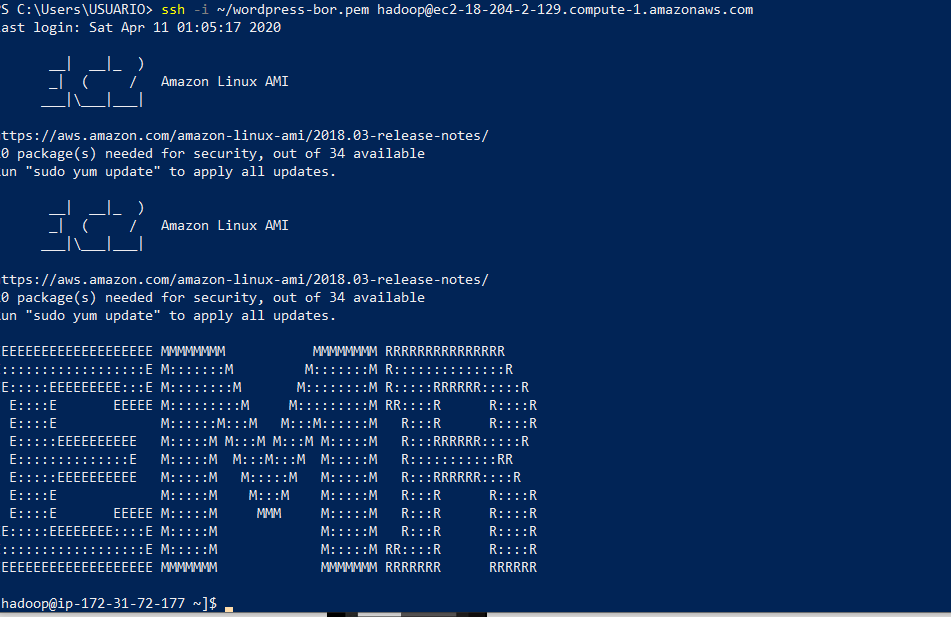 PS C:\Users\USUARIO> ssh -i ~/wordpress-bor.pem hadoop@ec2-18-204-2-129.compute-1.amazonaws.com
ast login: Sat Apr 11 01:05:17 2020
      __|  __|_  )
      _|  (     /   Amazon Linux AMI
     ___|\___|___|
ttps://aws.amazon.com/amazon-linux-ami/2018.03-release-notes/
0 package(s) needed for security, out of 34 available
un "sudo yum update" to apply all updates.
      __|  __|_  )
      _|  (     /   Amazon Linux AMI
     ___|\___|___|
ttps://aws.amazon.com/amazon-linux-ami/2018.03-release-notes/
0 package(s) needed for security, out of 34 available
un "sudo yum update" to apply all updates.
EEEEEEEEEEEEEEEEEEE MMMMMMMM           MMMMMMMM RRRRRRRRRRRRRRR
::::::::::::::::::E M:::::::M         M:::::::M R::::::::::::::R
E:::::EEEEEEEEE:::E M::::::::M       M::::::::M R:::::RRRRRR:::::R
 E::::E       EEEEE M:::::::::M     M:::::::::M RR::::R      R::::R
 E::::E             M::::::M:::M   M:::M::::::M   R:::R      R::::R
 E:::::EEEEEEEEEE   M:::::M M:::M M:::M M:::::M   R:::RRRRRR:::::R
 E::::::::::::::E   M:::::M  M:::M:::M  M:::::M   R:::::::::::RR
 E:::::EEEEEEEEEE   M:::::M   M:::::M   M:::::M   R:::RRRRRR::::R
 E::::E             M:::::M    M:::M    M:::::M   R:::R      R::::R
 E::::E       EEEEE M:::::M     MMM     M:::::M   R:::R      R::::R
E:::::EEEEEEEE::::E M:::::M             M:::::M   R:::R      R::::R
::::::::::::::::::E M:::::M             M:::::M RR::::R      R::::R
EEEEEEEEEEEEEEEEEEE MMMMMMM             MMMMMMM RRRRRRR      RRRRRR
hadoop@ip-172-31-72-177 ~]$